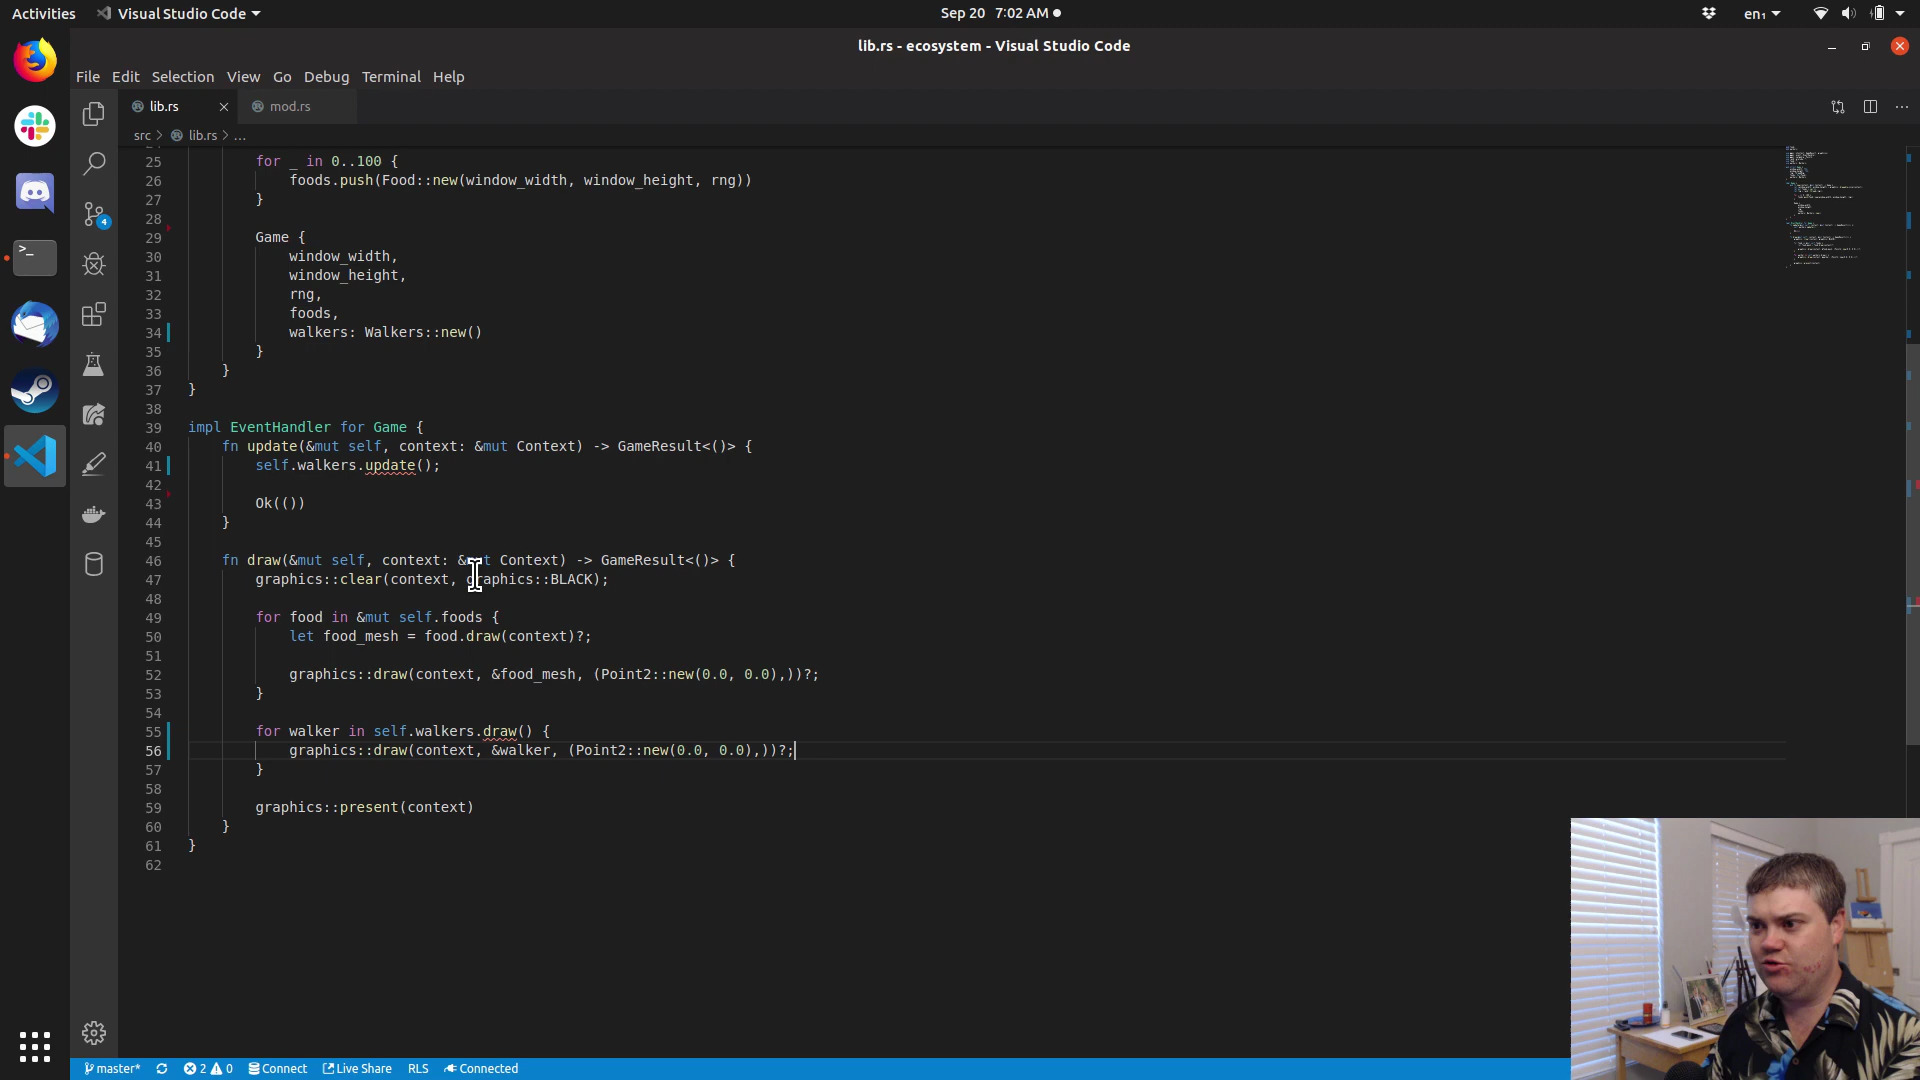 Activities
Visual Studio Code
Sep 20 7:02 AM
en₁
lib.rs - ecosystem - Visual Studio Code
File Edit Selection View Go Debug Terminal Help
lib.rs
mod.rs
src > lib.rs > ...
25 for _ in 0..100 {
26 foods.push(Food::new(window_width, window_height, rng))
27 }
28
29 Game {
30 window_width,
31 window_height,
32 rng,
33 foods,
34 walkers: Walkers::new()
35 }
36 }
37 }
38
39 impl EventHandler for Game {
40 fn update(&mut self, context: &mut Context) -> GameResult<()> {
41 self.walkers.update();
42
43 Ok(())
44 }
45
46 fn draw(&mut self, context: &mut Context) -> GameResult<()> {
47 graphics::clear(context, graphics::BLACK);
48
49 for food in &mut self.foods {
50 let food_mesh = food.draw(context)?;
51
52 graphics::draw(context, &food_mesh, (Point2::new(0.0, 0.0),))?;
53 }
54
55 for walker in self.walkers.draw() {
56 graphics::draw(context, &walker, (Point2::new(0.0, 0.0),))?;
57 }
58
59 graphics::present(context)
60 }
61 }
62
4
master* 2 0 Connect Live Share RLS Connected